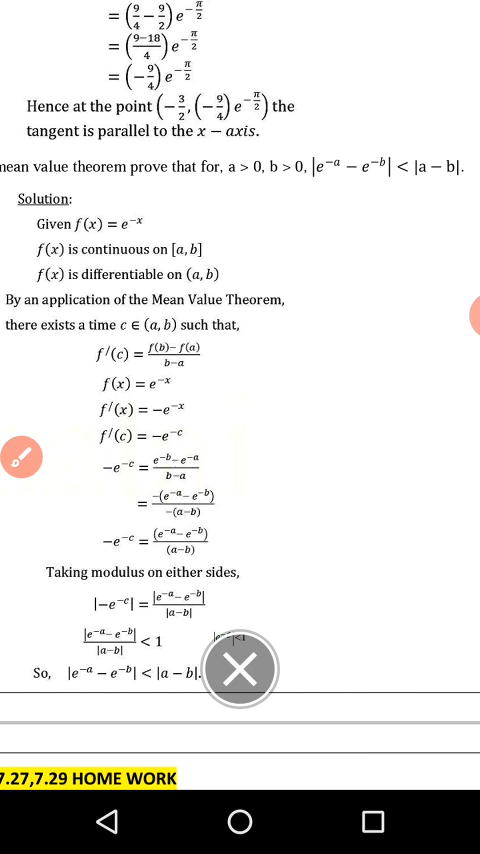 = (9/4 − 9/2) e^(−π/2)
= ((9−18)/4) e^(−π/2)
= (−9/4) e^(−π/2)
Hence at the point (−3/2, (−9/4) e^(−π/2)) the
tangent is parallel to the x − axis.
mean value theorem prove that for, a > 0, b > 0, |e^(−a) − e^(−b)| < |a − b|.
Solution:
Given f(x) = e^(−x)
f(x) is continuous on [a, b]
f(x) is differentiable on (a, b)
By an application of the Mean Value Theorem,
there exists a time c ∈ (a, b) such that,
f′(c) = (f(b)− f(a))/(b−a)
f(x) = e^(−x)
f′(x) = −e^(−x)
f′(c) = −e^(−c)
−e^(−c) = (e^(−b)− e^(−a))/(b−a)
= (−(e^(−a)− e^(−b)))/(−(a−b))
−e^(−c) = ((e^(−a)− e^(−b)))/((a−b))
Taking modulus on either sides,
|−e^(−c)| = |e^(−a)− e^(−b)|/|a−b|
|e^(−a)− e^(−b)|/|a−b| < 1
So, |e^(−a) − e^(−b)| < |a − b|.
7.27,7.29 HOME WORK